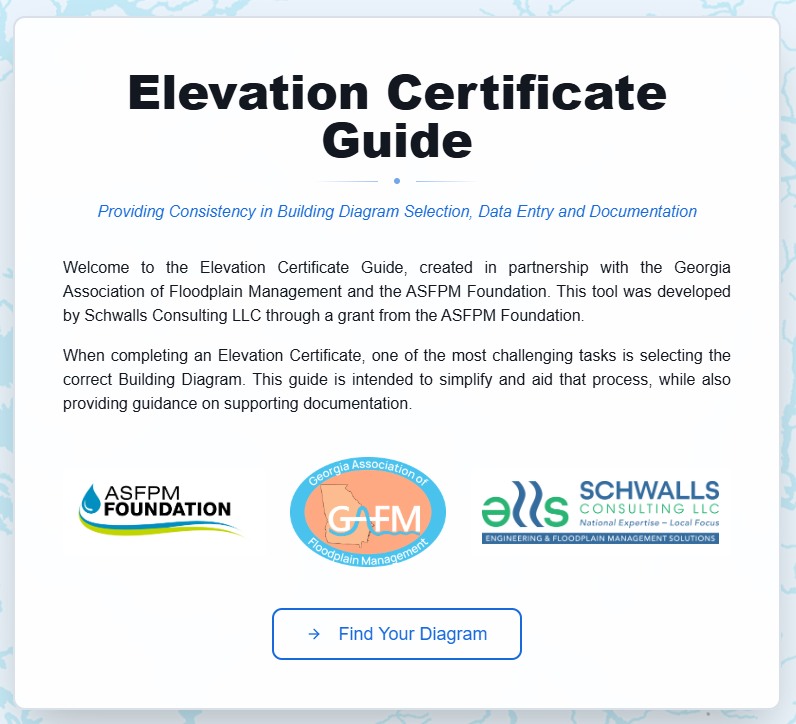 Elevation Certificate
Guide
Providing Consistency in Building Diagram Selection, Data Entry and Documentation
Welcome to the Elevation Certificate Guide, created in partnership with the Georgia
Association of Floodplain Management and the ASFPM Foundation. This tool was developed
by Schwalls Consulting LLC through a grant from the ASFPM Foundation.
When completing an Elevation Certificate, one of the most challenging tasks is selecting the
correct Building Diagram. This guide is intended to simplify and aid that process, while also
providing guidance on supporting documentation.
ASFPM
FOUNDATION
Georgia Association of
GAFM
Floodplain Management
SCHWALLS
CONSULTING LLC
National Expertise ~ Local Focus
ENGINEERING & FLOODPLAIN MANAGEMENT SOLUTIONS
Find Your Diagram